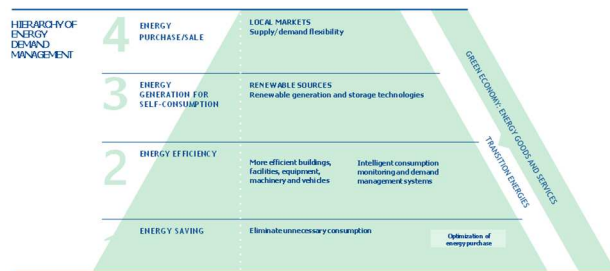 HIERARCHY OF
ENERGY
DEMAND
MANAGEMENT
4
ENERGY
PURCHASE/SALE
LOCAL MARKETS
Supply/demand flexibility
3
ENERGY
GENERATION FOR
SELF-CONSUMPTION
RENEWABLE SOURCES
Renewable generation and storage technologies
2
ENERGY EFFICIENCY
More efficient buildings,
facilities, equipment,
machinery and vehicles
Intelligent consumption
monitoring and demand
management systems
1
ENERGY SAVING
Eliminate unnecessary consumption
Optimization of
energy purchase
TRANSITION ENERGIES
GREEN ECONOMY: ENERGY GOODS AND SERVICES